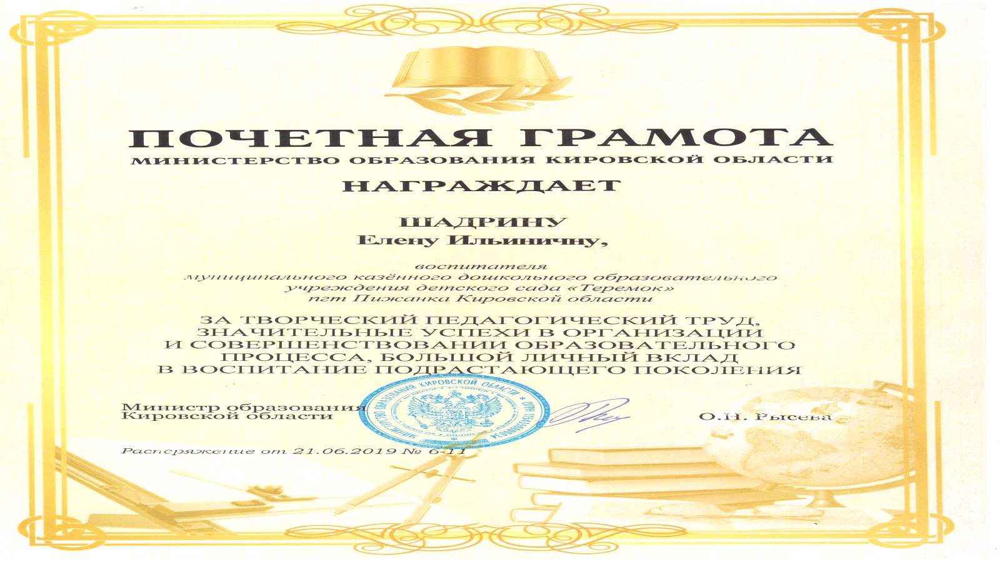 ПОЧЕТНАЯ ГРАМОТА
МИНИСТЕРСТВО ОБРАЗОВАНИЯ КИРОВСКОЙ ОБЛАСТИ
НАГРАЖДАЕТ
ШАДРИНУ
Елену Ильиничну,
воспитателя
муниципального казённого дошкольного образовательного
учреждения детского сада «Теремок»
пгт Пижанка Кировской области
ЗА ТВОРЧЕСКИЙ ПЕДАГОГИЧЕСКИЙ ТРУД,
ЗНАЧИТЕЛЬНЫЕ УСПЕХИ В ОРГАНИЗАЦИИ
И СОВЕРШЕНСТВОВАНИИ ОБРАЗОВАТЕЛЬНОГО
ПРОЦЕССА, БОЛЬШОЙ ЛИЧНЫЙ ВКЛАД
В ВОСПИТАНИЕ ПОДРАСТАЮЩЕГО ПОКОЛЕНИЯ
Министр образования
Кировской области
МИНИСТЕРСТВО ОБРАЗОВАНИЯ КИРОВСКОЙ ОБЛАСТИ * ОГРН
О.Н. Рысева
Распоряжение от 21.06.2019 № 6-11